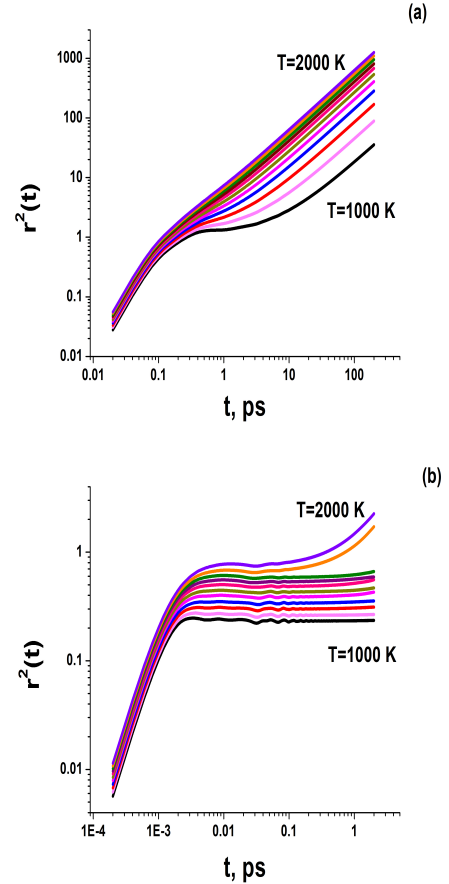 (a)
T=2000 K
1000
100
10
1
0.1
0.01
r²(t)
T=1000 K
0.01 0.1 1 10 100
t, ps
(b)
T=2000 K
1
0.1
0.01
r²(t)
T=1000 K
1E-4 1E-3 0.01 0.1 1
t, ps